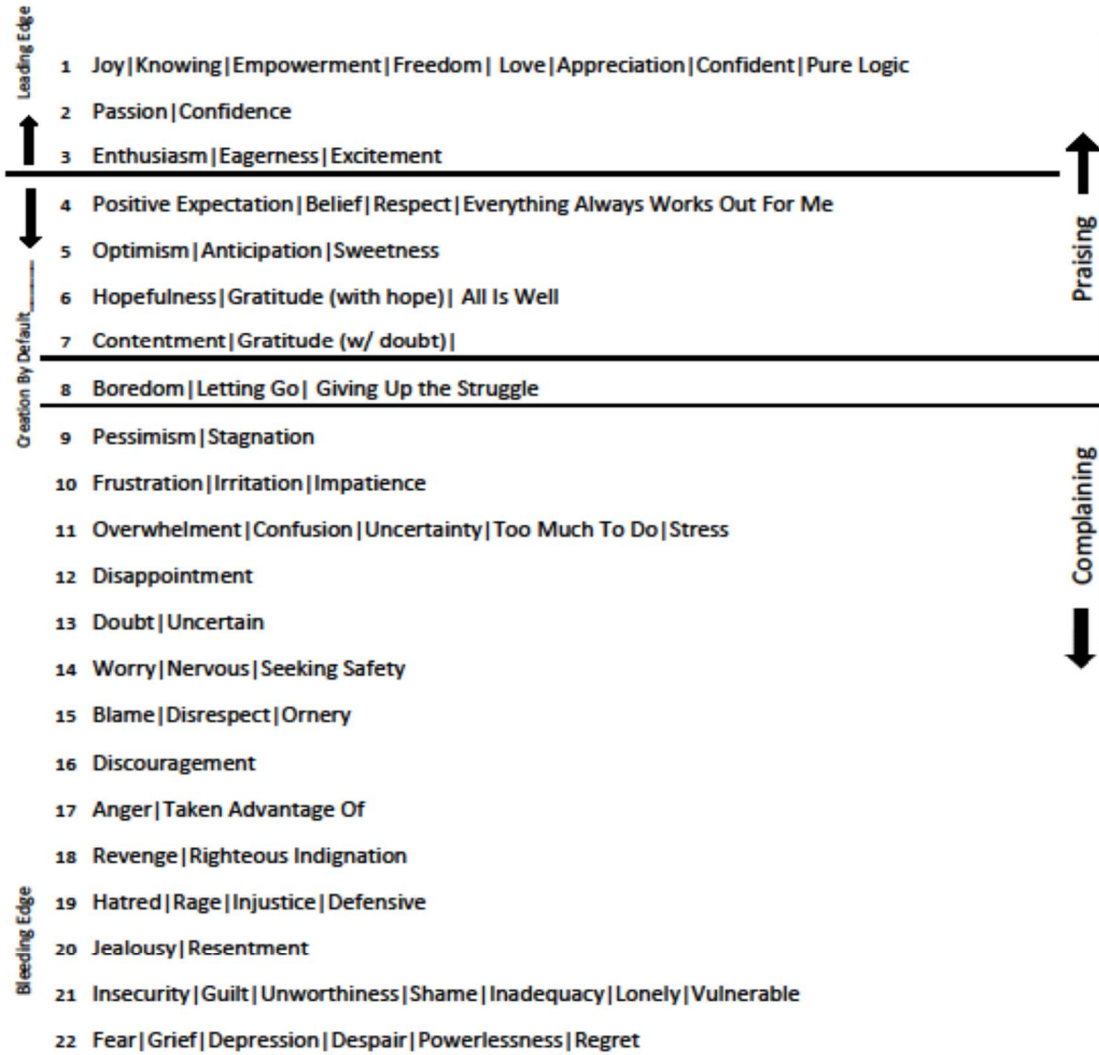 Leading Edge
1 Joy|Knowing|Empowerment|Freedom| Love|Appreciation|Confident|Pure Logic
2 Passion|Confidence
3 Enthusiasm|Eagerness|Excitement
4 Positive Expectation|Belief|Respect|Everything Always Works Out For Me
5 Optimism|Anticipation|Sweetness
6 Hopefulness|Gratitude (with hope)| All Is Well
7 Contentment|Gratitude (w/ doubt)|
Praising
Creation By Default____
8 Boredom|Letting Go| Giving Up the Struggle
9 Pessimism|Stagnation
10 Frustration|Irritation|Impatience
11 Overwhelment|Confusion|Uncertainty|Too Much To Do|Stress
12 Disappointment
13 Doubt|Uncertain
14 Worry|Nervous|Seeking Safety
Complaining
15 Blame|Disrespect|Ornery
16 Discouragement
17 Anger|Taken Advantage Of
18 Revenge|Righteous Indignation
19 Hatred|Rage|Injustice|Defensive
20 Jealousy|Resentment
Bleeding Edge
21 Insecurity|Guilt|Unworthiness|Shame|Inadequacy|Lonely|Vulnerable
22 Fear|Grief|Depression|Despair|Powerlessness|Regret